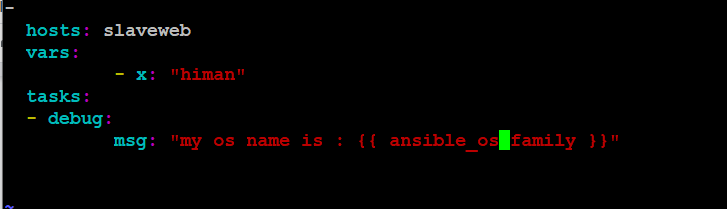 -
hosts: slaveweb
vars:
- x: "himan"
tasks:
- debug:
msg: "my os name is : {{ ansible_os_family }}"
~